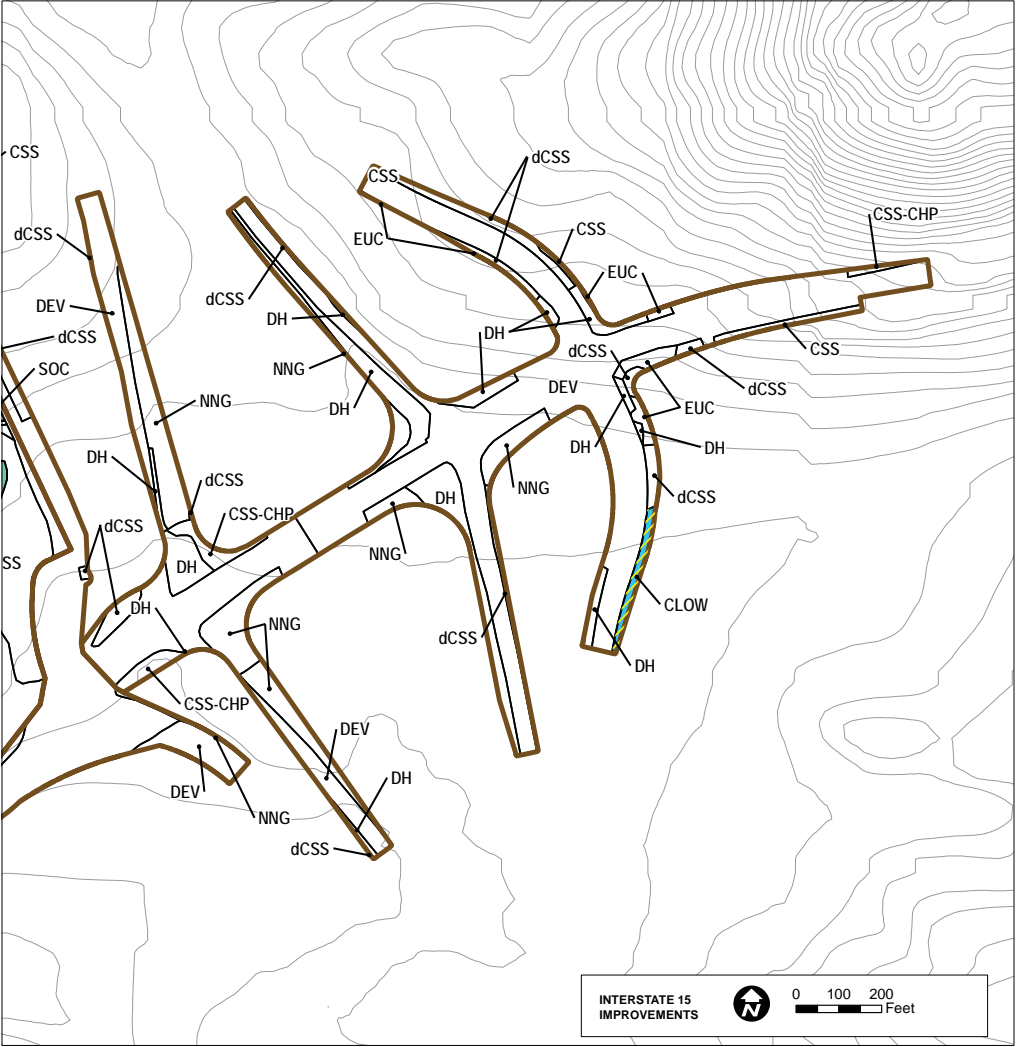 CSS
dCSS
CSS
CSS-CHP
dCSS
CSS
EUC
EUC
dCSS
DEV
DH
DH
dCSS
dCSS
CSS
SOC
NNG
DEV
dCSS
NNG
DH
EUC
DH
DH
DH
dCSS
NNG
DH
dCSS
CSS-CHP
dCSS
NNG
SS
DH
CLOW
DH
NNG
dCSS
DH
CSS-CHP
DEV
DH
DEV
NNG
dCSS
INTERSTATE 15
IMPROVEMENTS
N
0 100 200
Feet